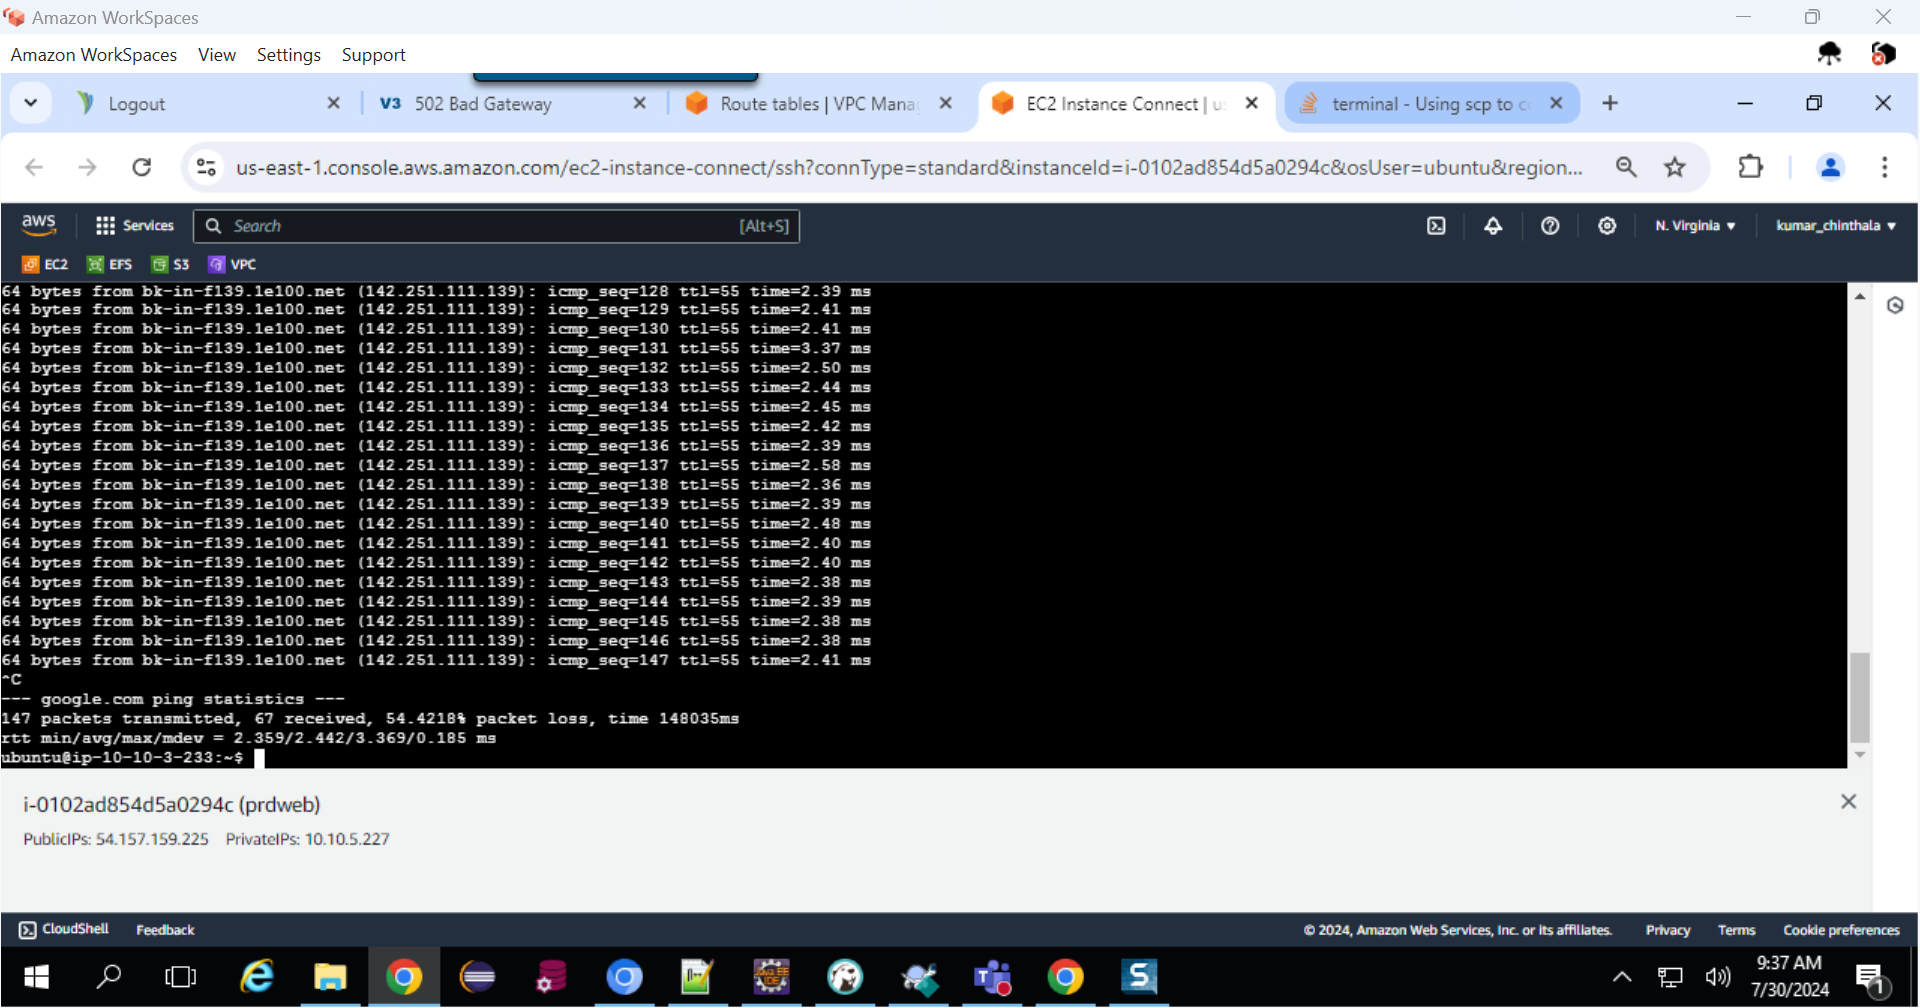 Amazon WorkSpaces
Amazon WorkSpaces View Settings Support
Logout
V3 502 Bad Gateway
Route tables | VPC Mana
EC2 Instance Connect | us
terminal - Using scp to co
us-east-1.console.aws.amazon.com/ec2-instance-connect/ssh?connType=standard&instanceId=i-0102ad854d5a0294c&osUser=ubuntu&region...
aws Services Search [Alt+S] N. Virginia kumar_chinthala
EC2 EFS S3 VPC
64 bytes from bk-in-f139.1e100.net (142.251.111.139): icmp_seq=128 ttl=55 time=2.39 ms
64 bytes from bk-in-f139.1e100.net (142.251.111.139): icmp_seq=129 ttl=55 time=2.41 ms
64 bytes from bk-in-f139.1e100.net (142.251.111.139): icmp_seq=130 ttl=55 time=2.41 ms
64 bytes from bk-in-f139.1e100.net (142.251.111.139): icmp_seq=131 ttl=55 time=3.37 ms
64 bytes from bk-in-f139.1e100.net (142.251.111.139): icmp_seq=132 ttl=55 time=2.50 ms
64 bytes from bk-in-f139.1e100.net (142.251.111.139): icmp_seq=133 ttl=55 time=2.44 ms
64 bytes from bk-in-f139.1e100.net (142.251.111.139): icmp_seq=134 ttl=55 time=2.45 ms
64 bytes from bk-in-f139.1e100.net (142.251.111.139): icmp_seq=135 ttl=55 time=2.42 ms
64 bytes from bk-in-f139.1e100.net (142.251.111.139): icmp_seq=136 ttl=55 time=2.39 ms
64 bytes from bk-in-f139.1e100.net (142.251.111.139): icmp_seq=137 ttl=55 time=2.58 ms
64 bytes from bk-in-f139.1e100.net (142.251.111.139): icmp_seq=138 ttl=55 time=2.36 ms
64 bytes from bk-in-f139.1e100.net (142.251.111.139): icmp_seq=139 ttl=55 time=2.39 ms
64 bytes from bk-in-f139.1e100.net (142.251.111.139): icmp_seq=140 ttl=55 time=2.48 ms
64 bytes from bk-in-f139.1e100.net (142.251.111.139): icmp_seq=141 ttl=55 time=2.40 ms
64 bytes from bk-in-f139.1e100.net (142.251.111.139): icmp_seq=142 ttl=55 time=2.40 ms
64 bytes from bk-in-f139.1e100.net (142.251.111.139): icmp_seq=143 ttl=55 time=2.38 ms
64 bytes from bk-in-f139.1e100.net (142.251.111.139): icmp_seq=144 ttl=55 time=2.39 ms
64 bytes from bk-in-f139.1e100.net (142.251.111.139): icmp_seq=145 ttl=55 time=2.38 ms
64 bytes from bk-in-f139.1e100.net (142.251.111.139): icmp_seq=146 ttl=55 time=2.38 ms
64 bytes from bk-in-f139.1e100.net (142.251.111.139): icmp_seq=147 ttl=55 time=2.41 ms
^C
--- google.com ping statistics ---
147 packets transmitted, 67 received, 54.4218% packet loss, time 148035ms
rtt min/avg/max/mdev = 2.359/2.442/3.369/0.185 ms
ubuntu@ip-10-10-3-233:~$
i-0102ad854d5a0294c (prdweb)
PublicIPs: 54.157.159.225 PrivateIPs: 10.10.5.227
CloudShell Feedback © 2024, Amazon Web Services, Inc. or its affiliates. Privacy Terms Cookie preferences
9:37 AM
7/30/2024
1